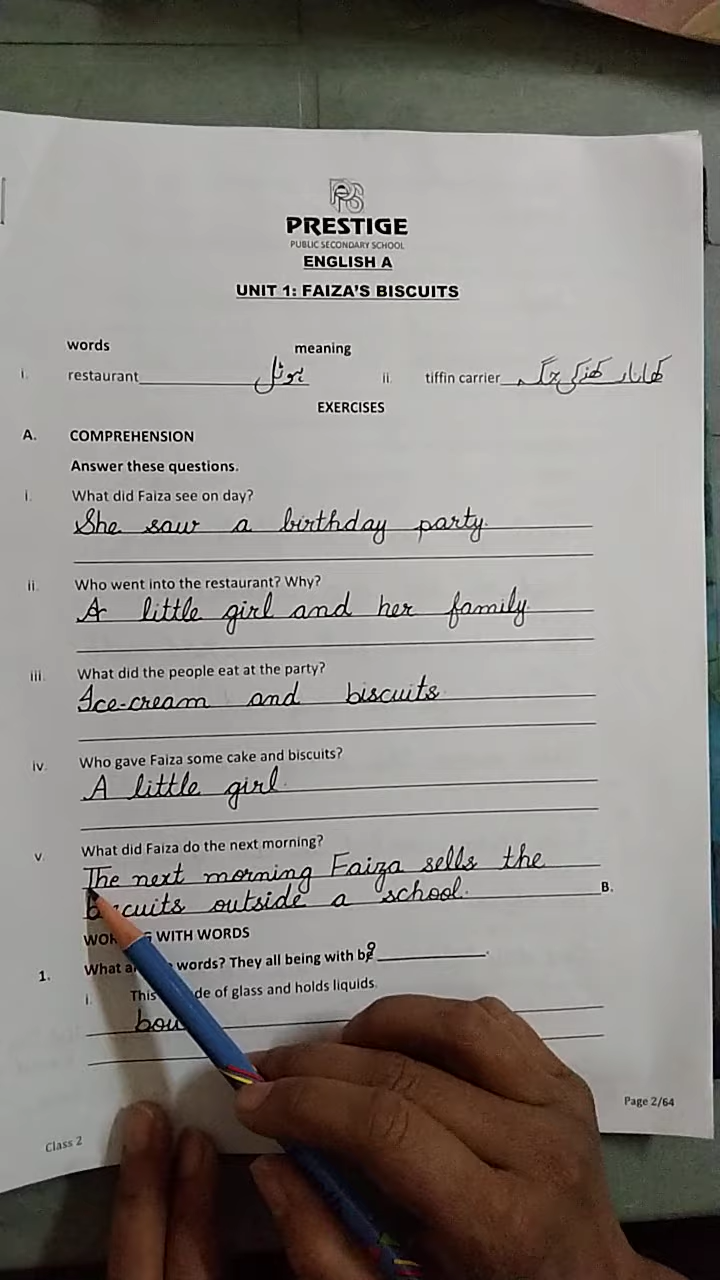 PRESTIGE
PUBLIC SECONDARY SCHOOL
ENGLISH A
UNIT 1: FAIZA'S BISCUITS
words meaning
i. restaurant ہوٹل ii. tiffin carrier کھانا رکھنے کی جگہ
EXERCISES
A. COMPREHENSION
Answer these questions.
i. What did Faiza see on day?
She saw a birthday party.
ii. Who went into the restaurant? Why?
A little girl and her family
iii. What did the people eat at the party?
Ice-cream and biscuits
iv. Who gave Faiza some cake and biscuits?
A little girl.
v. What did Faiza do the next morning?
The next morning Faiza sells the
biscuits outside a school. B.
WITH WORDS
1. What words? They all being with
i. This of glass and holds liquids.
Class 2 Page 2/64